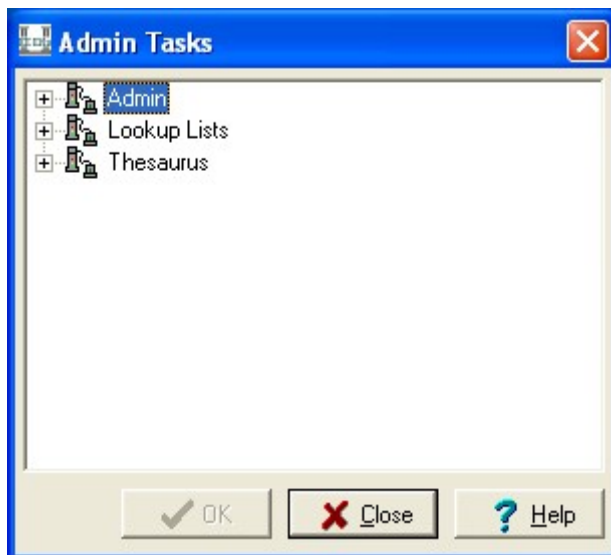 Admin Tasks
Admin
Lookup Lists
Thesaurus
OK
Close
Help